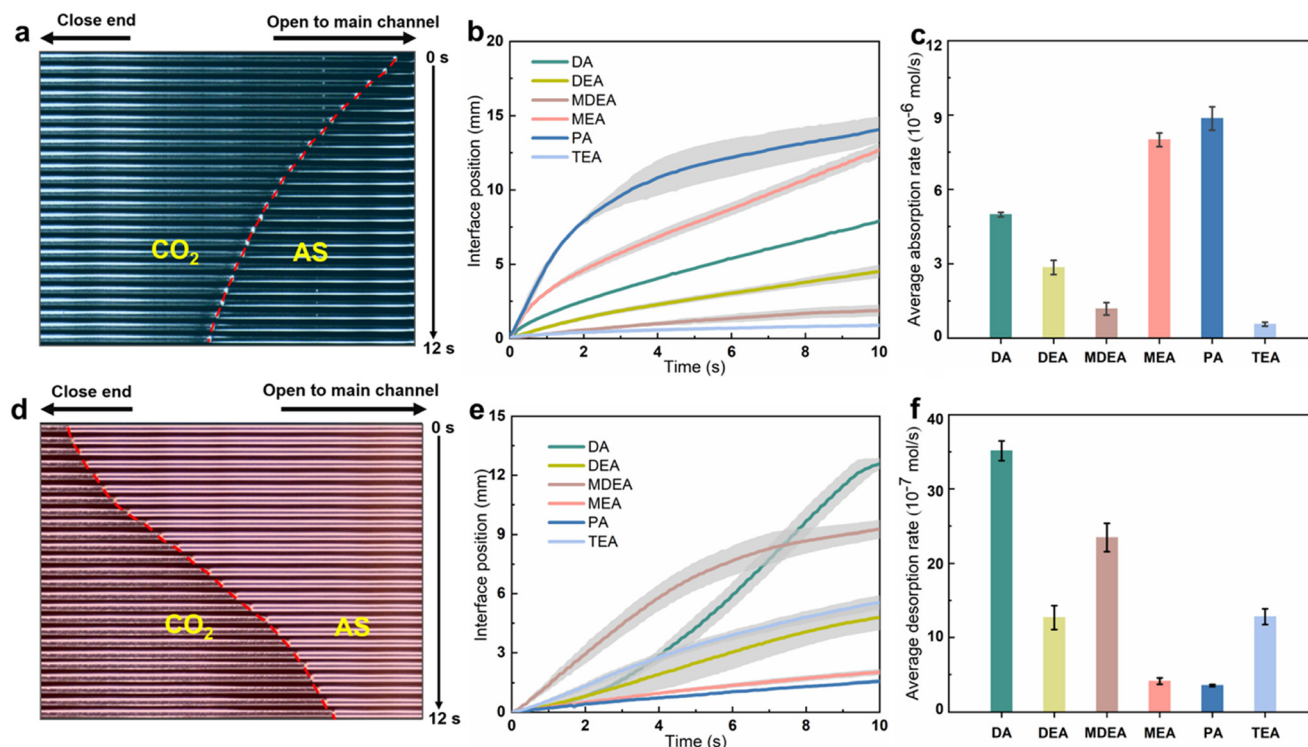 a
Close end
Open to main channel
0 s
CO2
AS
12 s
b
Interface position (mm)
20
15
10
5
0
DA
DEA
MDEA
MEA
PA
TEA
0 2 4 6 8 10
Time (s)
c
Average absorption rate (10-6 mol/s)
12
9
6
3
0
DA DEA MDEA MEA PA TEA
d
Close end
Open to main channel
0 s
CO2
AS
12 s
e
Interface position (mm)
15
12
9
6
3
0
DA
DEA
MDEA
MEA
PA
TEA
0 2 4 6 8 10
Time (s)
f
Average desorption rate (10-7 mol/s)
40
30
20
10
0
DA DEA MDEA MEA PA TEA